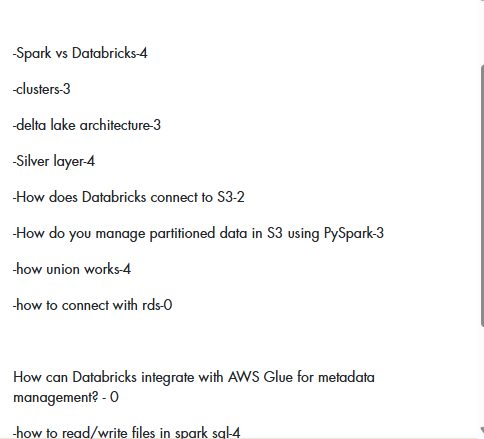 -Spark vs Databricks-4
-clusters-3
-delta lake architecture-3
-Silver layer-4
-How does Databricks connect to S3-2
-How do you manage partitioned data in S3 using PySpark-3
-how union works-4
-how to connect with rds-0
How can Databricks integrate with AWS Glue for metadata
management? - 0
-how to read/write files in spark sql-4